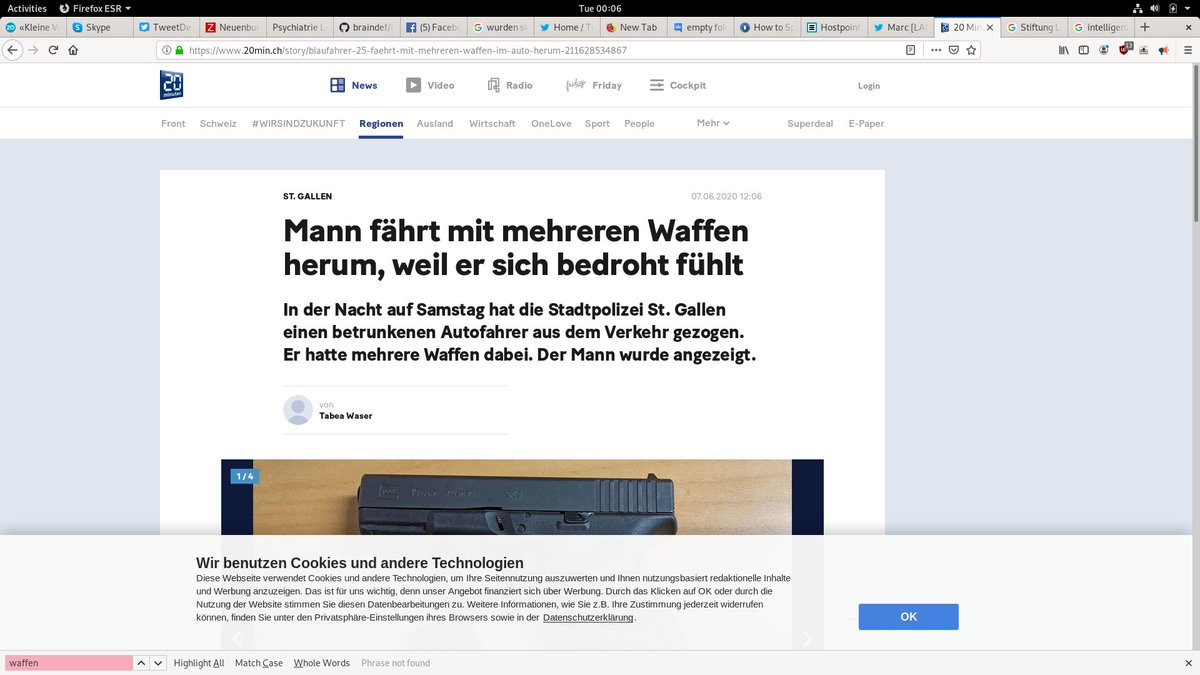 Activities Firefox ESR Tue 00:06
«Kleine V Skype TweetDec Neuenbur Psychiatrie L braindef/ht (5) Facebo wurden sl Home / Tw New Tab empty fold How to Sp Hostpoint Marc [LA 20 Min Stiftung L intelligen
https://www.20min.ch/story/blaufahrer-25-faehrt-mit-mehreren-waffen-im-auto-herum-211628534867 13
20 minuten News Video Radio Friday Cockpit Login
Front Schweiz #WIRSINDZUKUNFT Regionen Ausland Wirtschaft OneLove Sport People Mehr Superdeal E-Paper
ST. GALLEN 07.06.2020 12:06
Mann fährt mit mehreren Waffen
herum, weil er sich bedroht fühlt
In der Nacht auf Samstag hat die Stadtpolizei St. Gallen
einen betrunkenen Autofahrer aus dem Verkehr gezogen.
Er hatte mehrere Waffen dabei. Der Mann wurde angezeigt.
von
Tabea Waser
1 / 4
Wir benutzen Cookies und andere Technologien
Diese Webseite verwendet Cookies und andere Technologien, um Ihre Seitennutzung auszuwerten und Ihnen nutzungsbasiert redaktionelle Inhalte
und Werbung anzuzeigen. Das ist für uns wichtig, denn unser Angebot finanziert sich über Werbung. Durch das Klicken auf OK oder durch die
Nutzung der Website stimmen Sie diesen Datenbearbeitungen zu. Weitere Informationen, wie Sie z.B. Ihre Zustimmung jederzeit widerrufen
können, finden Sie unter den Privatsphäre-Einstellungen ihres Browsers sowie in der Datenschutzerklärung.
OK
waffen Highlight All Match Case Whole Words Phrase not found